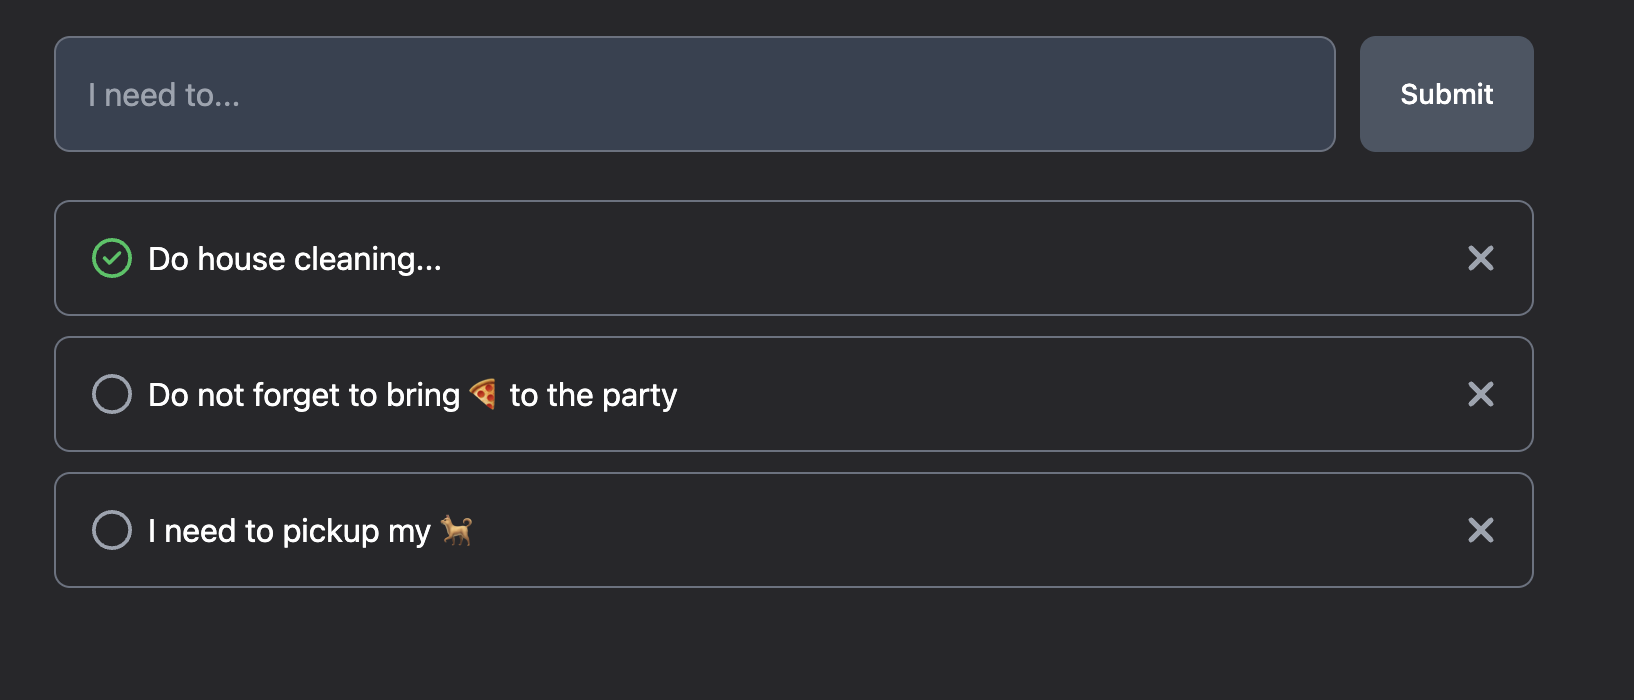 I need to...
Submit
Do house cleaning...
Do not forget to bring 🍕 to the party
I need to pickup my 🐕